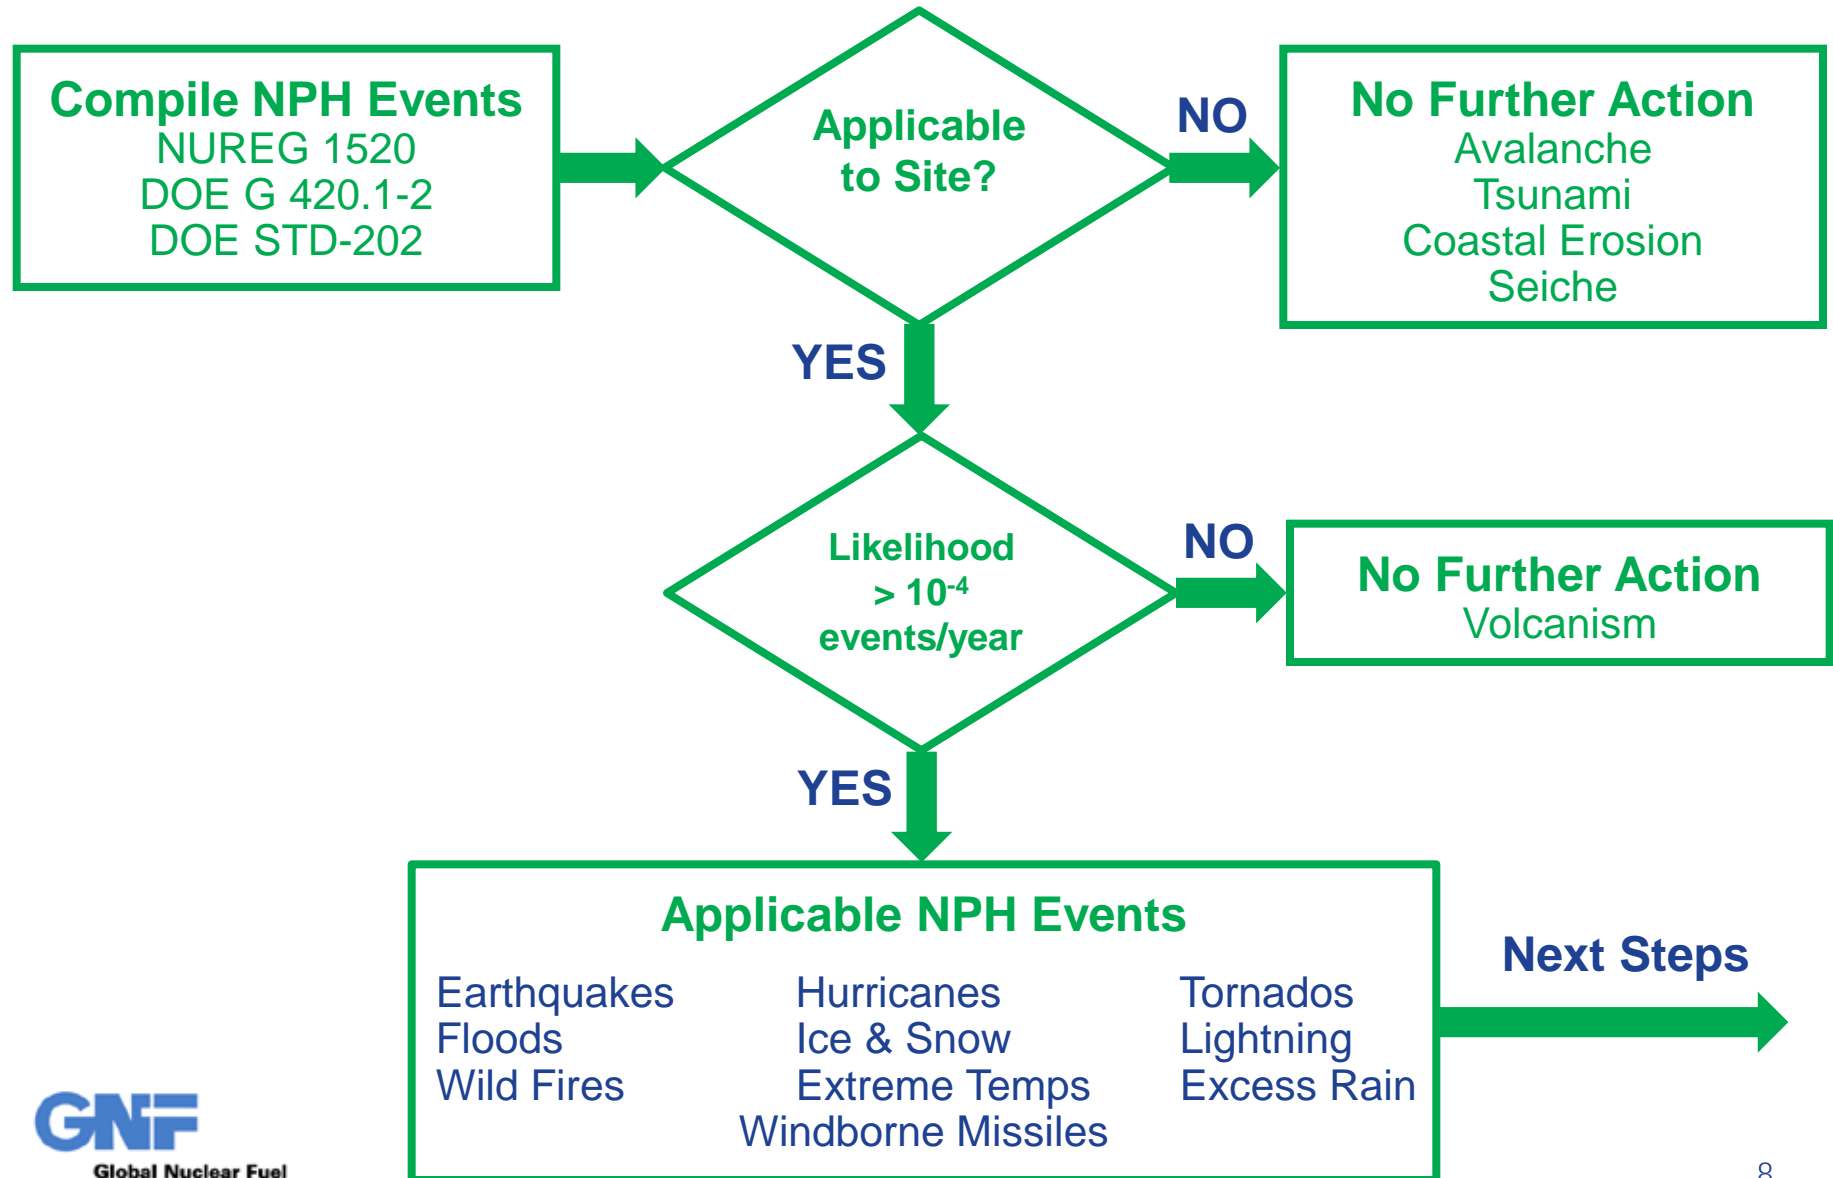 Compile NPH Events
NUREG 1520
DOE G 420.1-2
DOE STD-202
Applicable
to Site?
NO
No Further Action
Avalanche
Tsunami
Coastal Erosion
Seiche
YES
Likelihood
> 10⁻⁴
events/year
NO
No Further Action
Volcanism
YES
Applicable NPH Events
Earthquakes Hurricanes Tornados
Floods Ice & Snow Lightning
Wild Fires Extreme Temps Excess Rain
Windborne Missiles
Next Steps
GNF
Global Nuclear Fuel
8